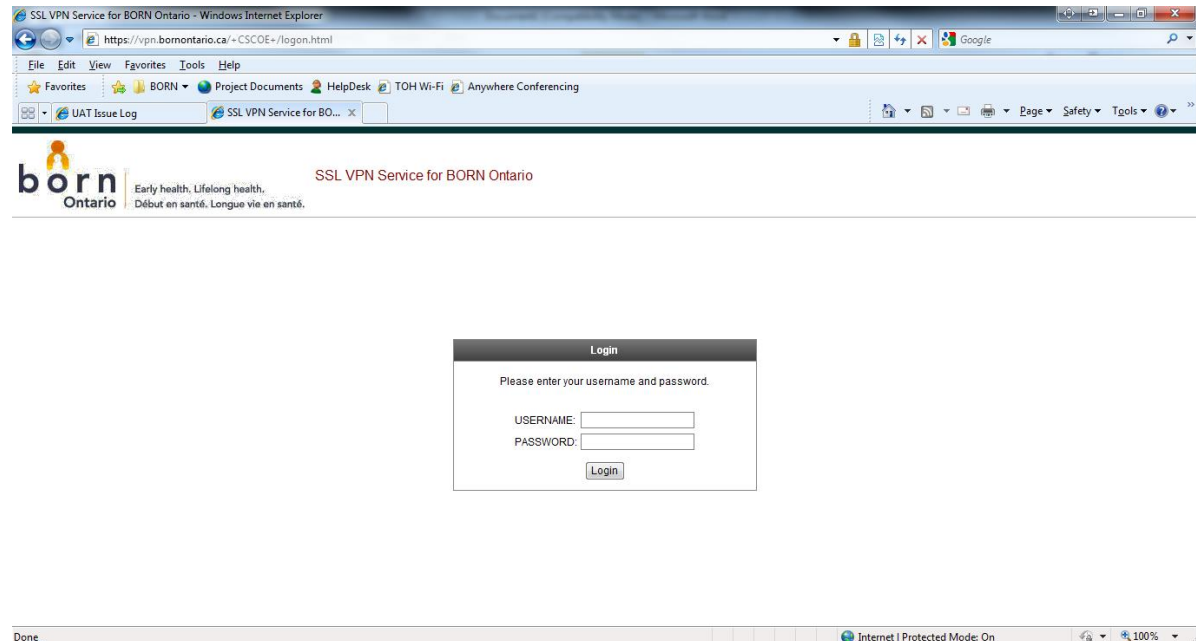 SSL VPN Service for BORN Ontario - Windows Internet Explorer
https://vpn.bornontario.ca/+CSCOE+/logon.html
Google
File Edit View Favorites Tools Help
Favorites BORN Project Documents HelpDesk TOH Wi-Fi Anywhere Conferencing
UAT Issue Log SSL VPN Service for BO... Page Safety Tools
born
Ontario
Early health. Lifelong health.
Début en santé. Longue vie en santé.
SSL VPN Service for BORN Ontario
Login
Please enter your username and password.
USERNAME:
PASSWORD:
Login
Done Internet | Protected Mode: On 100%